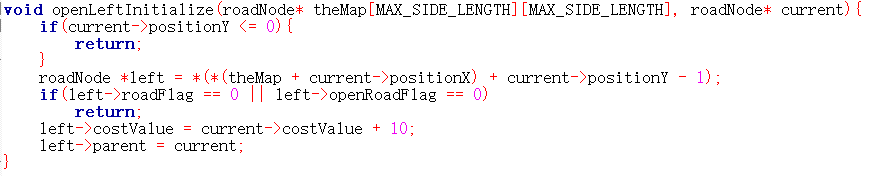 void openLeftInitialize(roadNode* theMap[MAX_SIDE_LENGTH][MAX_SIDE_LENGTH], roadNode* current){
    if(current->positionY <= 0){
        return;
    }
    roadNode *left = *(*(theMap + current->positionX) + current->positionY - 1);
    if(left->roadFlag == 0 || left->openRoadFlag == 0)
        return;
    left->costValue = current->costValue + 10;
    left->parent = current;
}